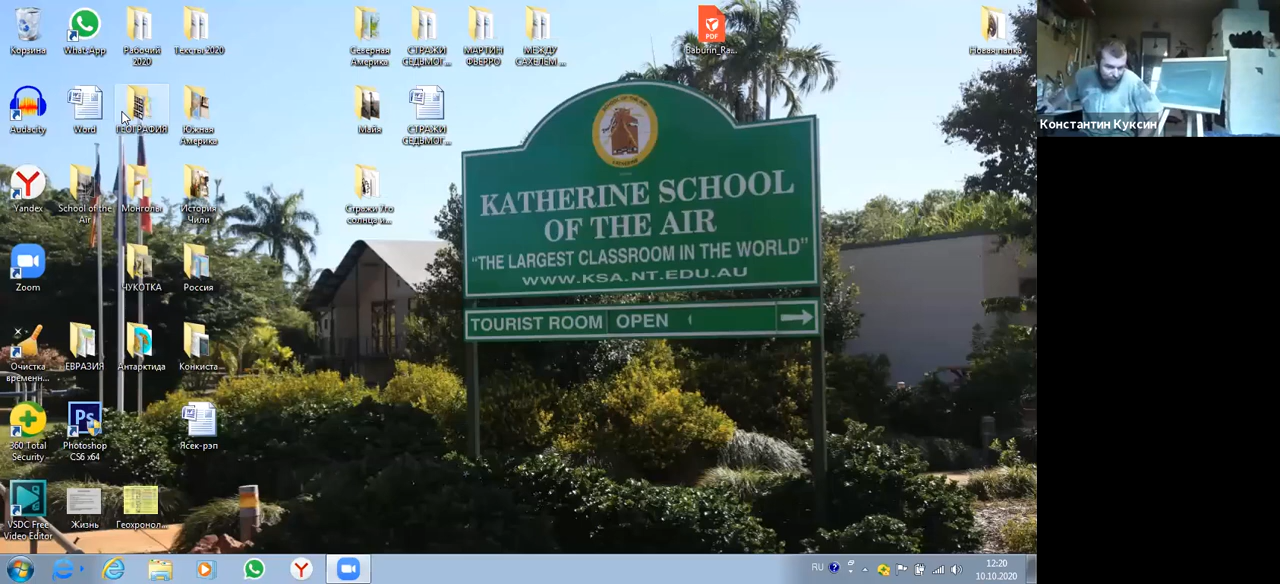 Корзина
WhatsApp
Рабочий
2020
Тексты 2020
Северная
Америка
СТРАЖИ
СЕДЬМОГ...
МАРТИН
ФЬЕРРО
МЕЖДУ
САХЕЛЕМ ...
PDF
Baburin_Ra...
Новая папка
Константин Куксин
Audacity
Word
ГЕОГРАФИЯ
Южная
Америка
Майя
СТРАЖИ
СЕДЬМОГ...
Yandex
School of the
Air
Монголы
История
Чили
Стражи 7го
солнца и...
Zoom
ЧУКОТКА
Россия
Очистка
временн...
ЕВРАЗИЯ
Антарктида
Конкиста
360 Total
Security
Ps
Photoshop
CS6 x64
Ясек-рэп
VSDC Free
Video Editor
Жизнь
Геохронол...
KATHERINE SCHOOL
OF THE AIR
"THE LARGEST CLASSROOM IN THE WORLD"
WWW.KSA.NT.EDU.AU
TOURIST ROOM OPEN
RU
12:20
10.10.2020